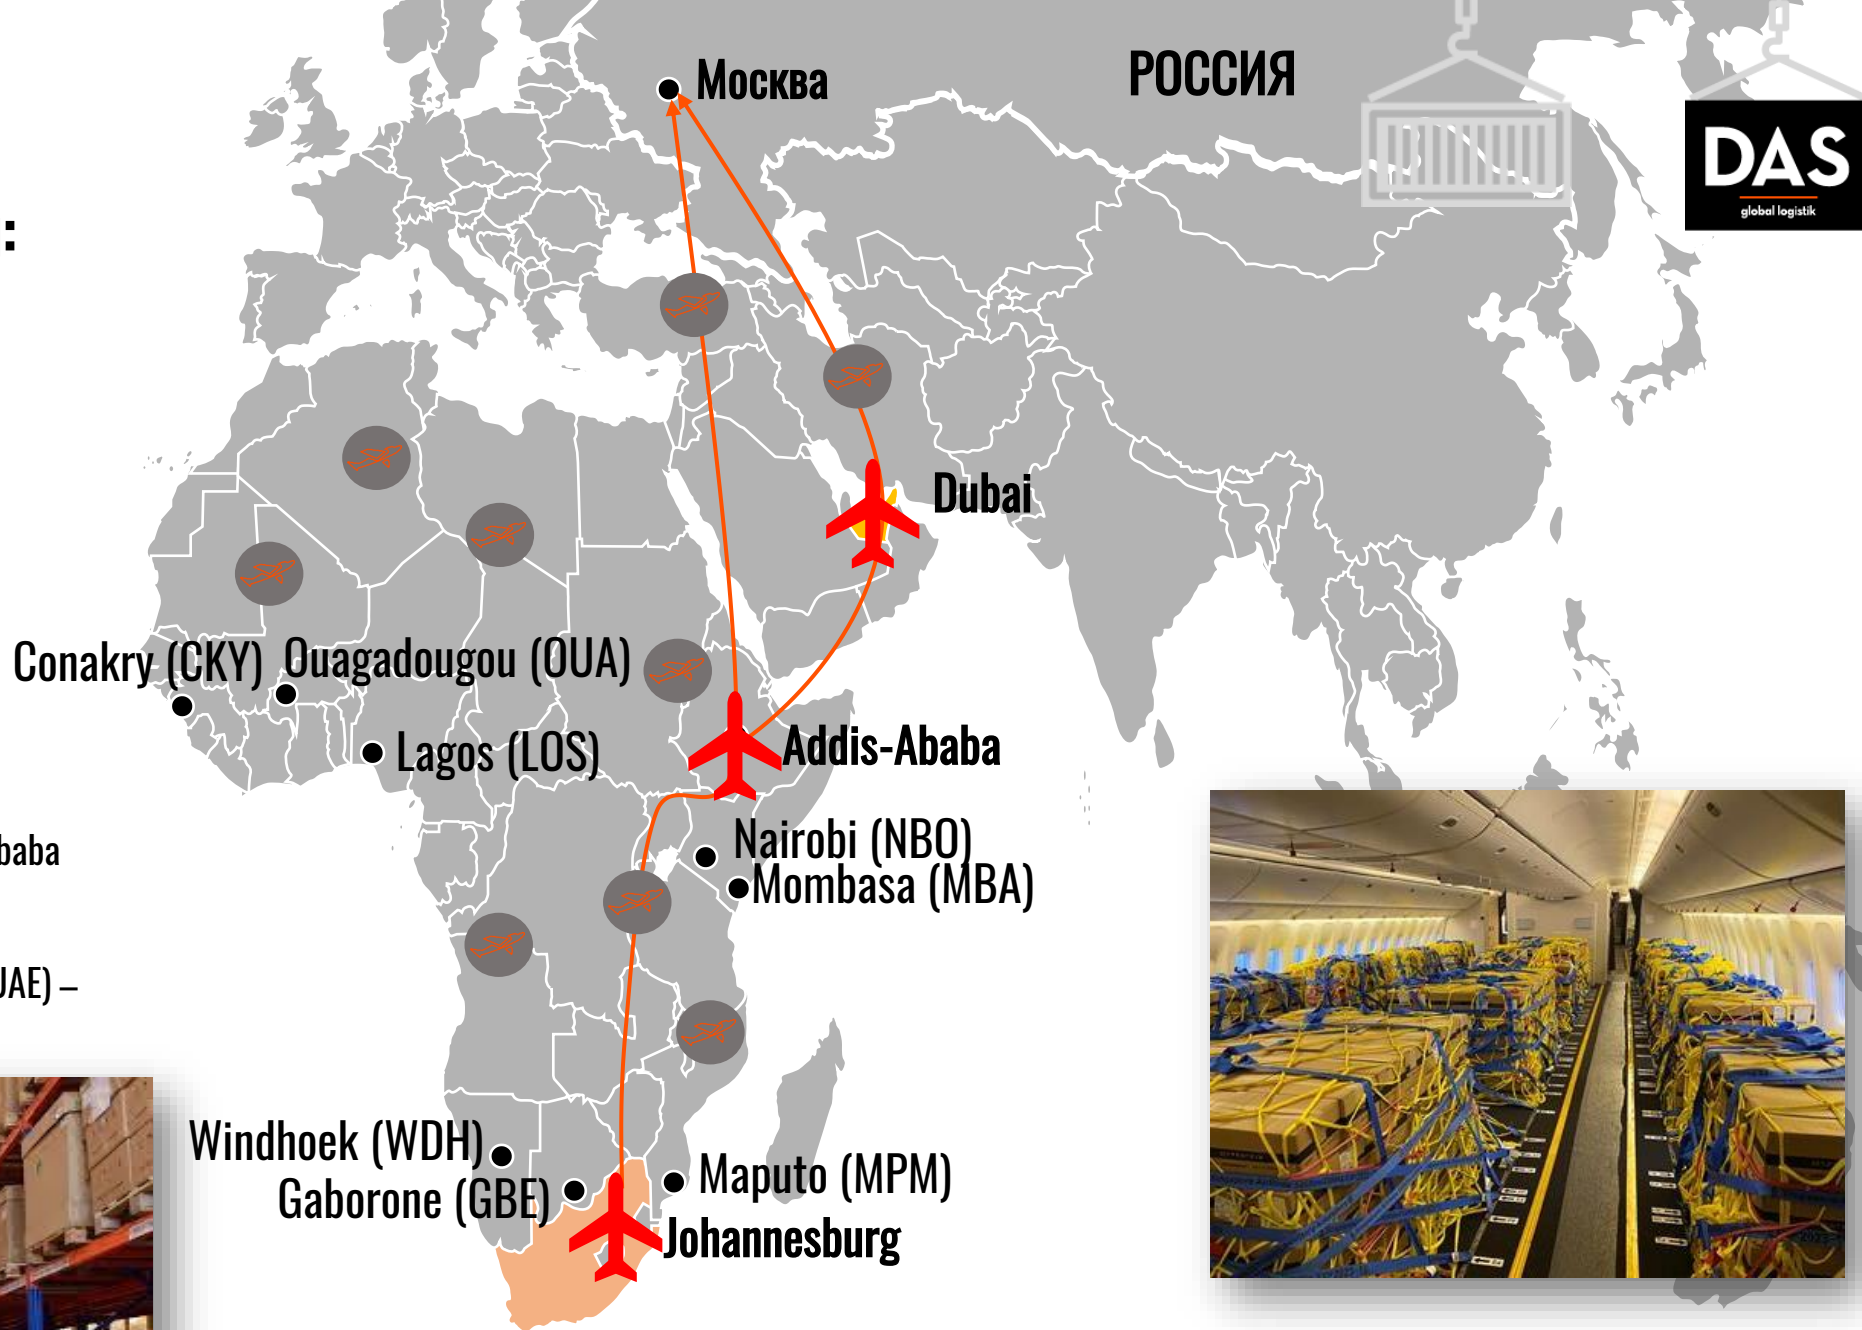 Москва
РОССИЯ
DAS
global logistik
:
Dubai
Conakry (CKY)
Ouagadougou (OUA)
Lagos (LOS)
Addis-Ababa
Nairobi (NBO)
Mombasa (MBA)
baba
UAE) –
Windhoek (WDH)
Gaborone (GBE)
Maputo (MPM)
Johannesburg